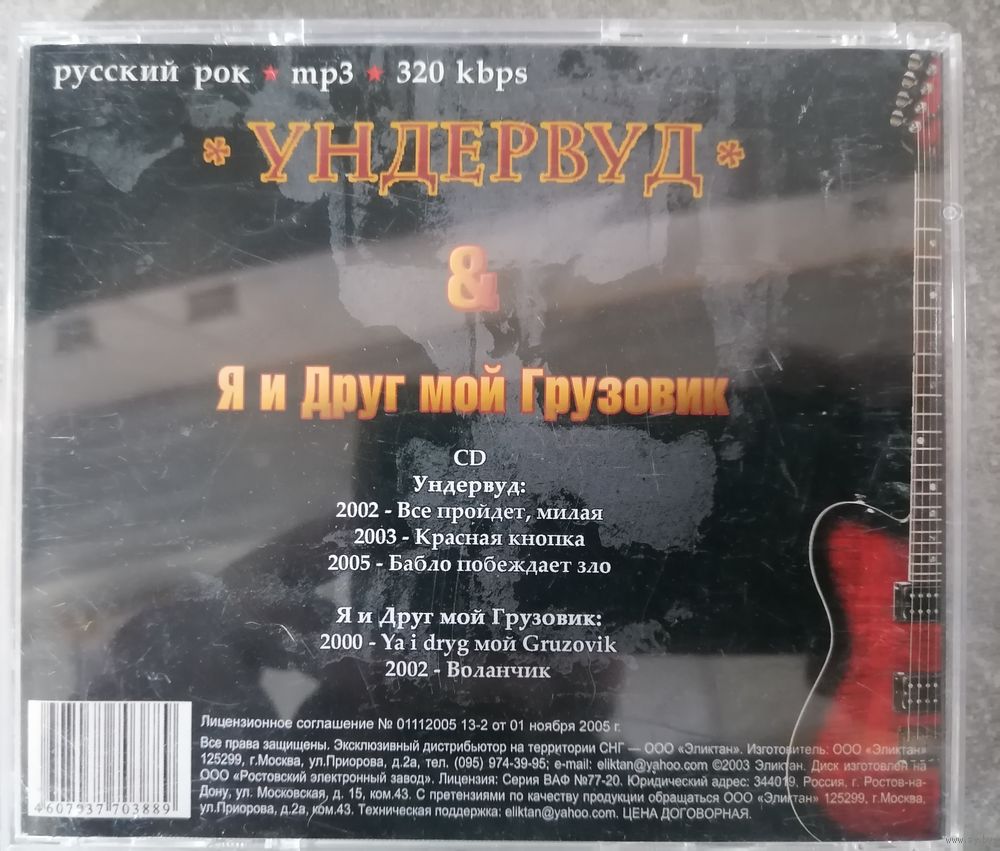 русский рок ★ mp3 ★ 320 kbps
* УНДЕРВУД *
&
Я и Друг мой Грузовик
CD
Ундервуд:
2002 - Все пройдет, милая
2003 - Красная кнопка
2005 - Бабло побеждает зло
Я и Друг мой Грузовик:
2000 - Ya i dryg мой Gruzovik
2002 - Воланчик
Лицензионное соглашение № 01112005 13-2 от 01 ноября 2005 г.
Все права защищены. Эксклюзивный дистрибьютор на территории СНГ — ООО «Эликтан». Изготовитель: ООО «Эликтан»
125299, г.Москва, ул.Приорова, д.2а, тел. (095) 974-39-95; e-mail: eliktan@yahoo.com ©2003 Эликтан. Диск изготовлен на
ООО «Ростовский электронный завод». Лицензия: Серия ВАФ №77-20. Юридический адрес: 344019, Россия, г. Ростов-на-
Дону, ул. Московская, д. 15, ком.43. С претензиями по качеству продукции обращаться ООО «Эликтан» 125299, г.Москва,
ул.Приорова, д.2а, ком.43. Техническая поддержка: eliktan@yahoo.com. ЦЕНА ДОГОВОРНАЯ.
4607937703889